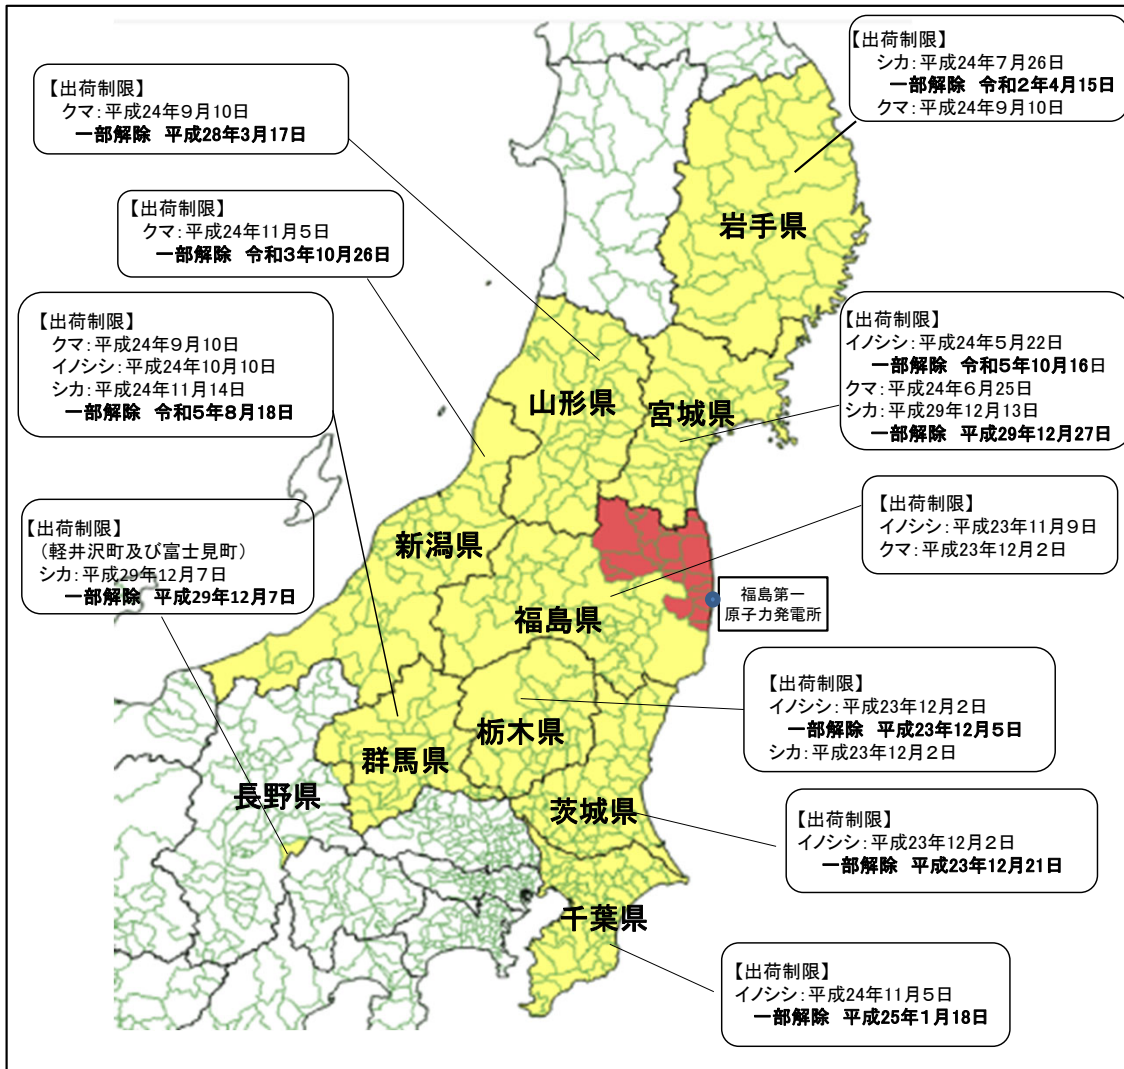 【出荷制限】
クマ：平成24年９月10日
一部解除　平成28年3月17日
【出荷制限】
クマ：平成24年11月５日
一部解除　令和３年10月26日
【出荷制限】
クマ：平成24年９月10日
イノシシ：平成24年10月10日
シカ：平成24年11月14日
一部解除　令和５年８月18日
【出荷制限】
（軽井沢町及び富士見町）
シカ：平成29年12月７日
一部解除　平成29年12月7日
【出荷制限】
シカ：平成24年７月26日
一部解除　令和２年４月15日
クマ：平成24年９月10日
【出荷制限】
イノシシ：平成24年５月22日
一部解除　令和５年10月16日
クマ：平成24年６月25日
シカ：平成29年12月13日
一部解除　平成29年12月27日
【出荷制限】
イノシシ：平成23年11月９日
クマ：平成23年12月２日
福島第一
原子力発電所
【出荷制限】
イノシシ：平成23年12月２日
一部解除　平成23年12月５日
シカ：平成23年12月２日
【出荷制限】
イノシシ：平成23年12月２日
一部解除　平成23年12月21日
【出荷制限】
イノシシ：平成24年11月５日
一部解除　平成25年１月18日
岩手県
山形県
宮城県
新潟県
福島県
栃木県
群馬県
長野県
茨城県
千葉県